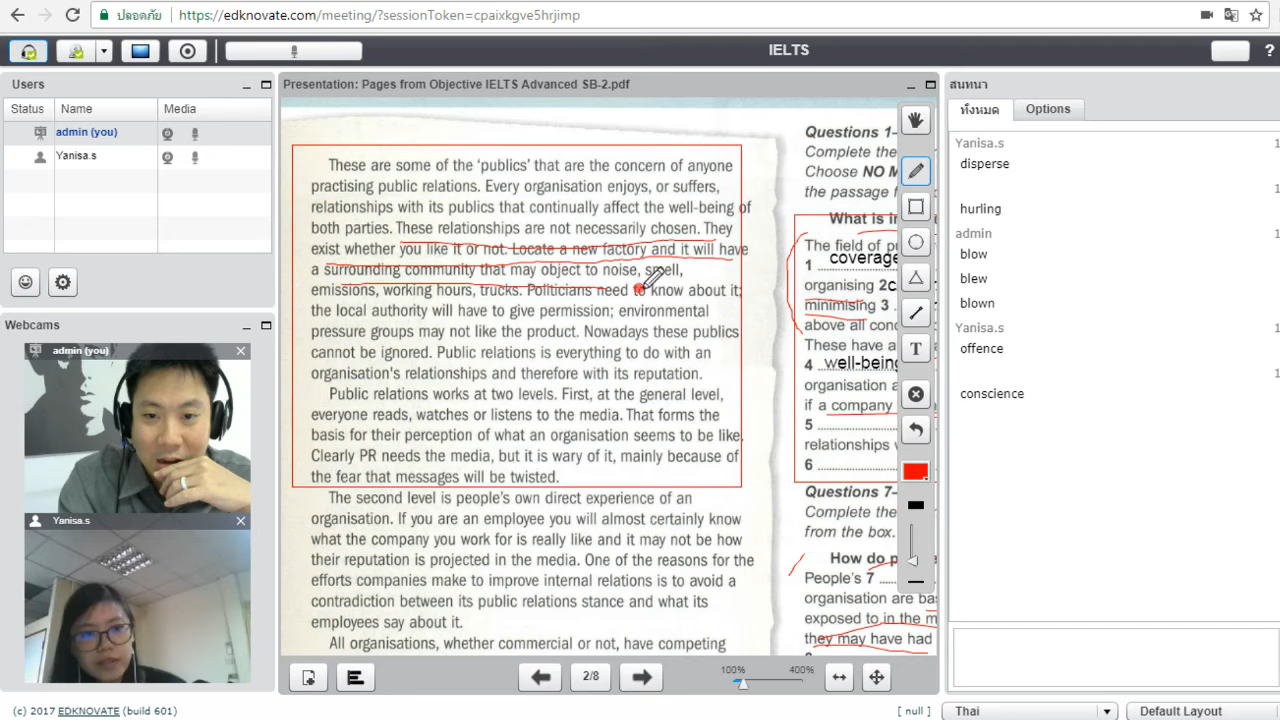 ปลอดภัย https://edknovate.com/meeting/?sessionToken=cpaixkgve5hrjimp
IELTS
?
Users
Status Name Media
admin (you)
Yanisa.s
Webcams
admin (you)
Yanisa.s
Presentation: Pages from Objective IELTS Advanced SB-2.pdf
These are some of the 'publics' that are the concern of anyone
practising public relations. Every organisation enjoys, or suffers,
relationships with its publics that continually affect the well-being of
both parties. These relationships are not necessarily chosen. They
exist whether you like it or not. Locate a new factory and it will have
a surrounding community that may object to noise, smell,
emissions, working hours, trucks. Politicians need to know about it;
the local authority will have to give permission; environmental
pressure groups may not like the product. Nowadays these publics
cannot be ignored. Public relations is everything to do with an
organisation's relationships and therefore with its reputation.
Public relations works at two levels. First, at the general level,
everyone reads, watches or listens to the media. That forms the
basis for their perception of what an organisation seems to be like.
Clearly PR needs the media, but it is wary of it, mainly because of
the fear that messages will be twisted.
The second level is people's own direct experience of an
organisation. If you are an employee you will almost certainly know
what the company you work for is really like and it may not be how
their reputation is projected in the media. One of the reasons for the
efforts companies make to improve internal relations is to avoid a
contradiction between its public relations stance and what its
employees say about it.
All organisations, whether commercial or not, have competing
Questions 1-
Complete the
Choose NO M
the passage f
What is in
The field of p
1 coverage
organising 2c
minimising 3
above all con
These have a
4 well-being
organisation a
if a company
5
relationships
6
Questions 7-
Complete the
from the box.
How do p
People's 7
organisation are bas
exposed to in the m
they may have had
T
2/8
100% 400%
สนทนา
ทั้งหมด Options
Yanisa.s 1
disperse
1
hurling
admin 1
blow
blew
blown
Yanisa.s 1
offence
1
conscience
(c) 2017 EDKNOVATE (build 601)
[ null ] Thai Default Layout